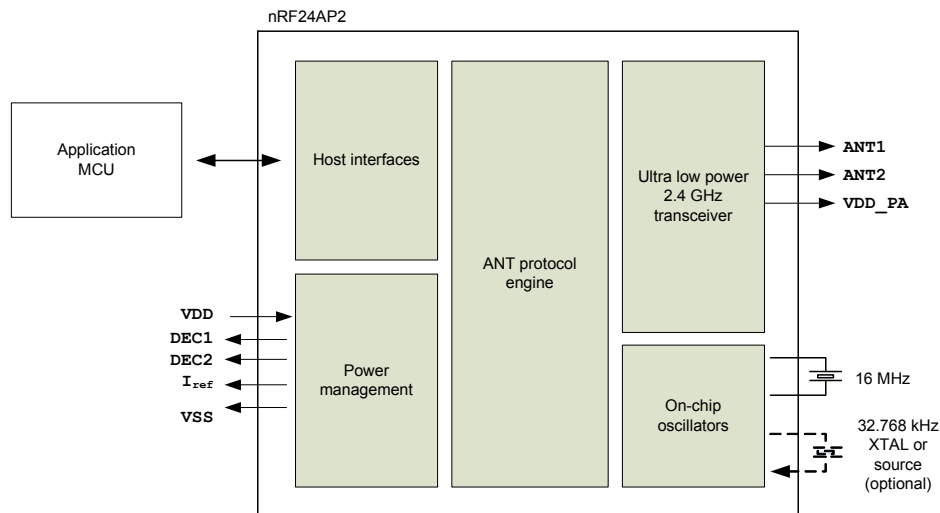 nRF24AP2
Application
MCU
Host interfaces
ANT protocol
engine
Ultra low power
2.4 GHz
transceiver
ANT1
ANT2
VDD_PA
VDD
DEC1
DEC2
Iref
VSS
Power
management
On-chip
oscillators
16 MHz
32.768 kHz
XTAL or
source
(optional)